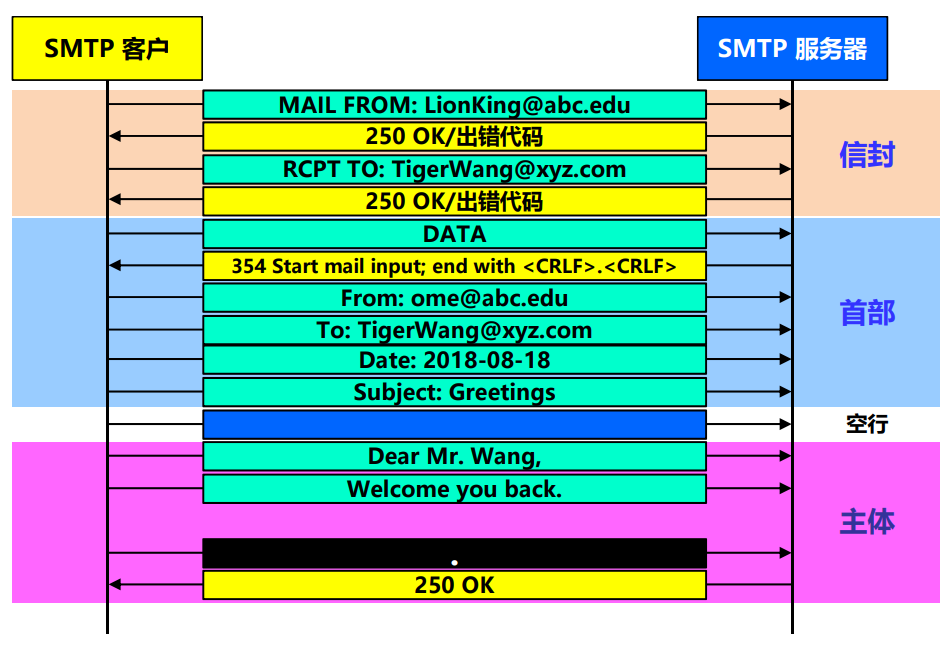 SMTP 客户
SMTP 服务器
MAIL FROM: LionKing@abc.edu
250 OK/出错代码
信封
RCPT TO: TigerWang@xyz.com
250 OK/出错代码
DATA
354 Start mail input; end with <CRLF>.<CRLF>
From: ome@abc.edu
首部
To: TigerWang@xyz.com
Date: 2018-08-18
Subject: Greetings
空行
Dear Mr. Wang,
Welcome you back.
主体
.
250 OK